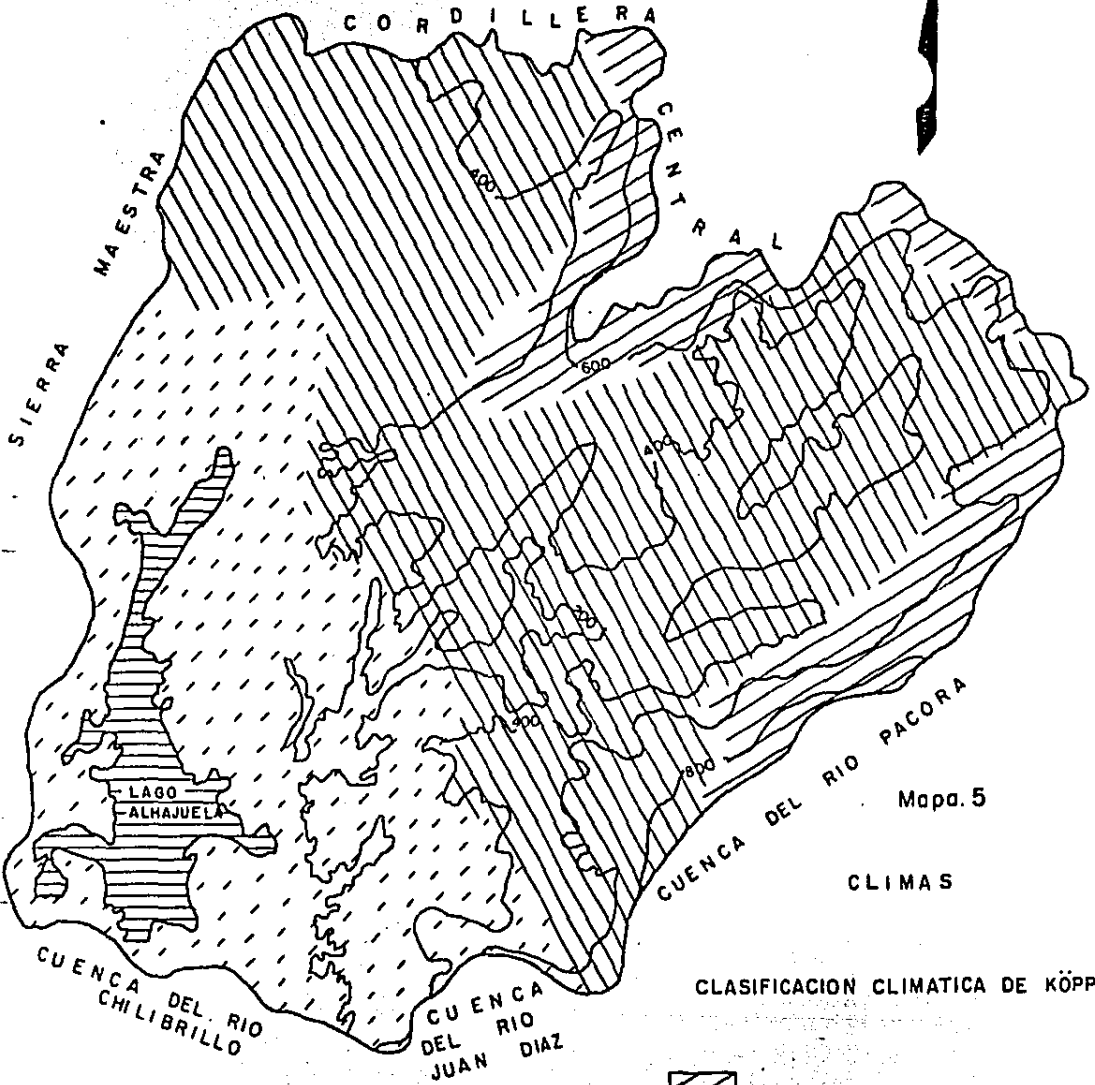 CORDILLERA
CENTRAL
SIERRA MAESTRA
400
600
400
200
400
800
LAGO
ALHAJUELA
CUENCA DEL RIO PACORA
Mapa. 5
CLIMAS
CLASIFICACION CLIMATICA DE KÖPP
CUENCA DEL RIO
CHILIBRILLO
CUENCA
DEL RIO
JUAN DIAZ